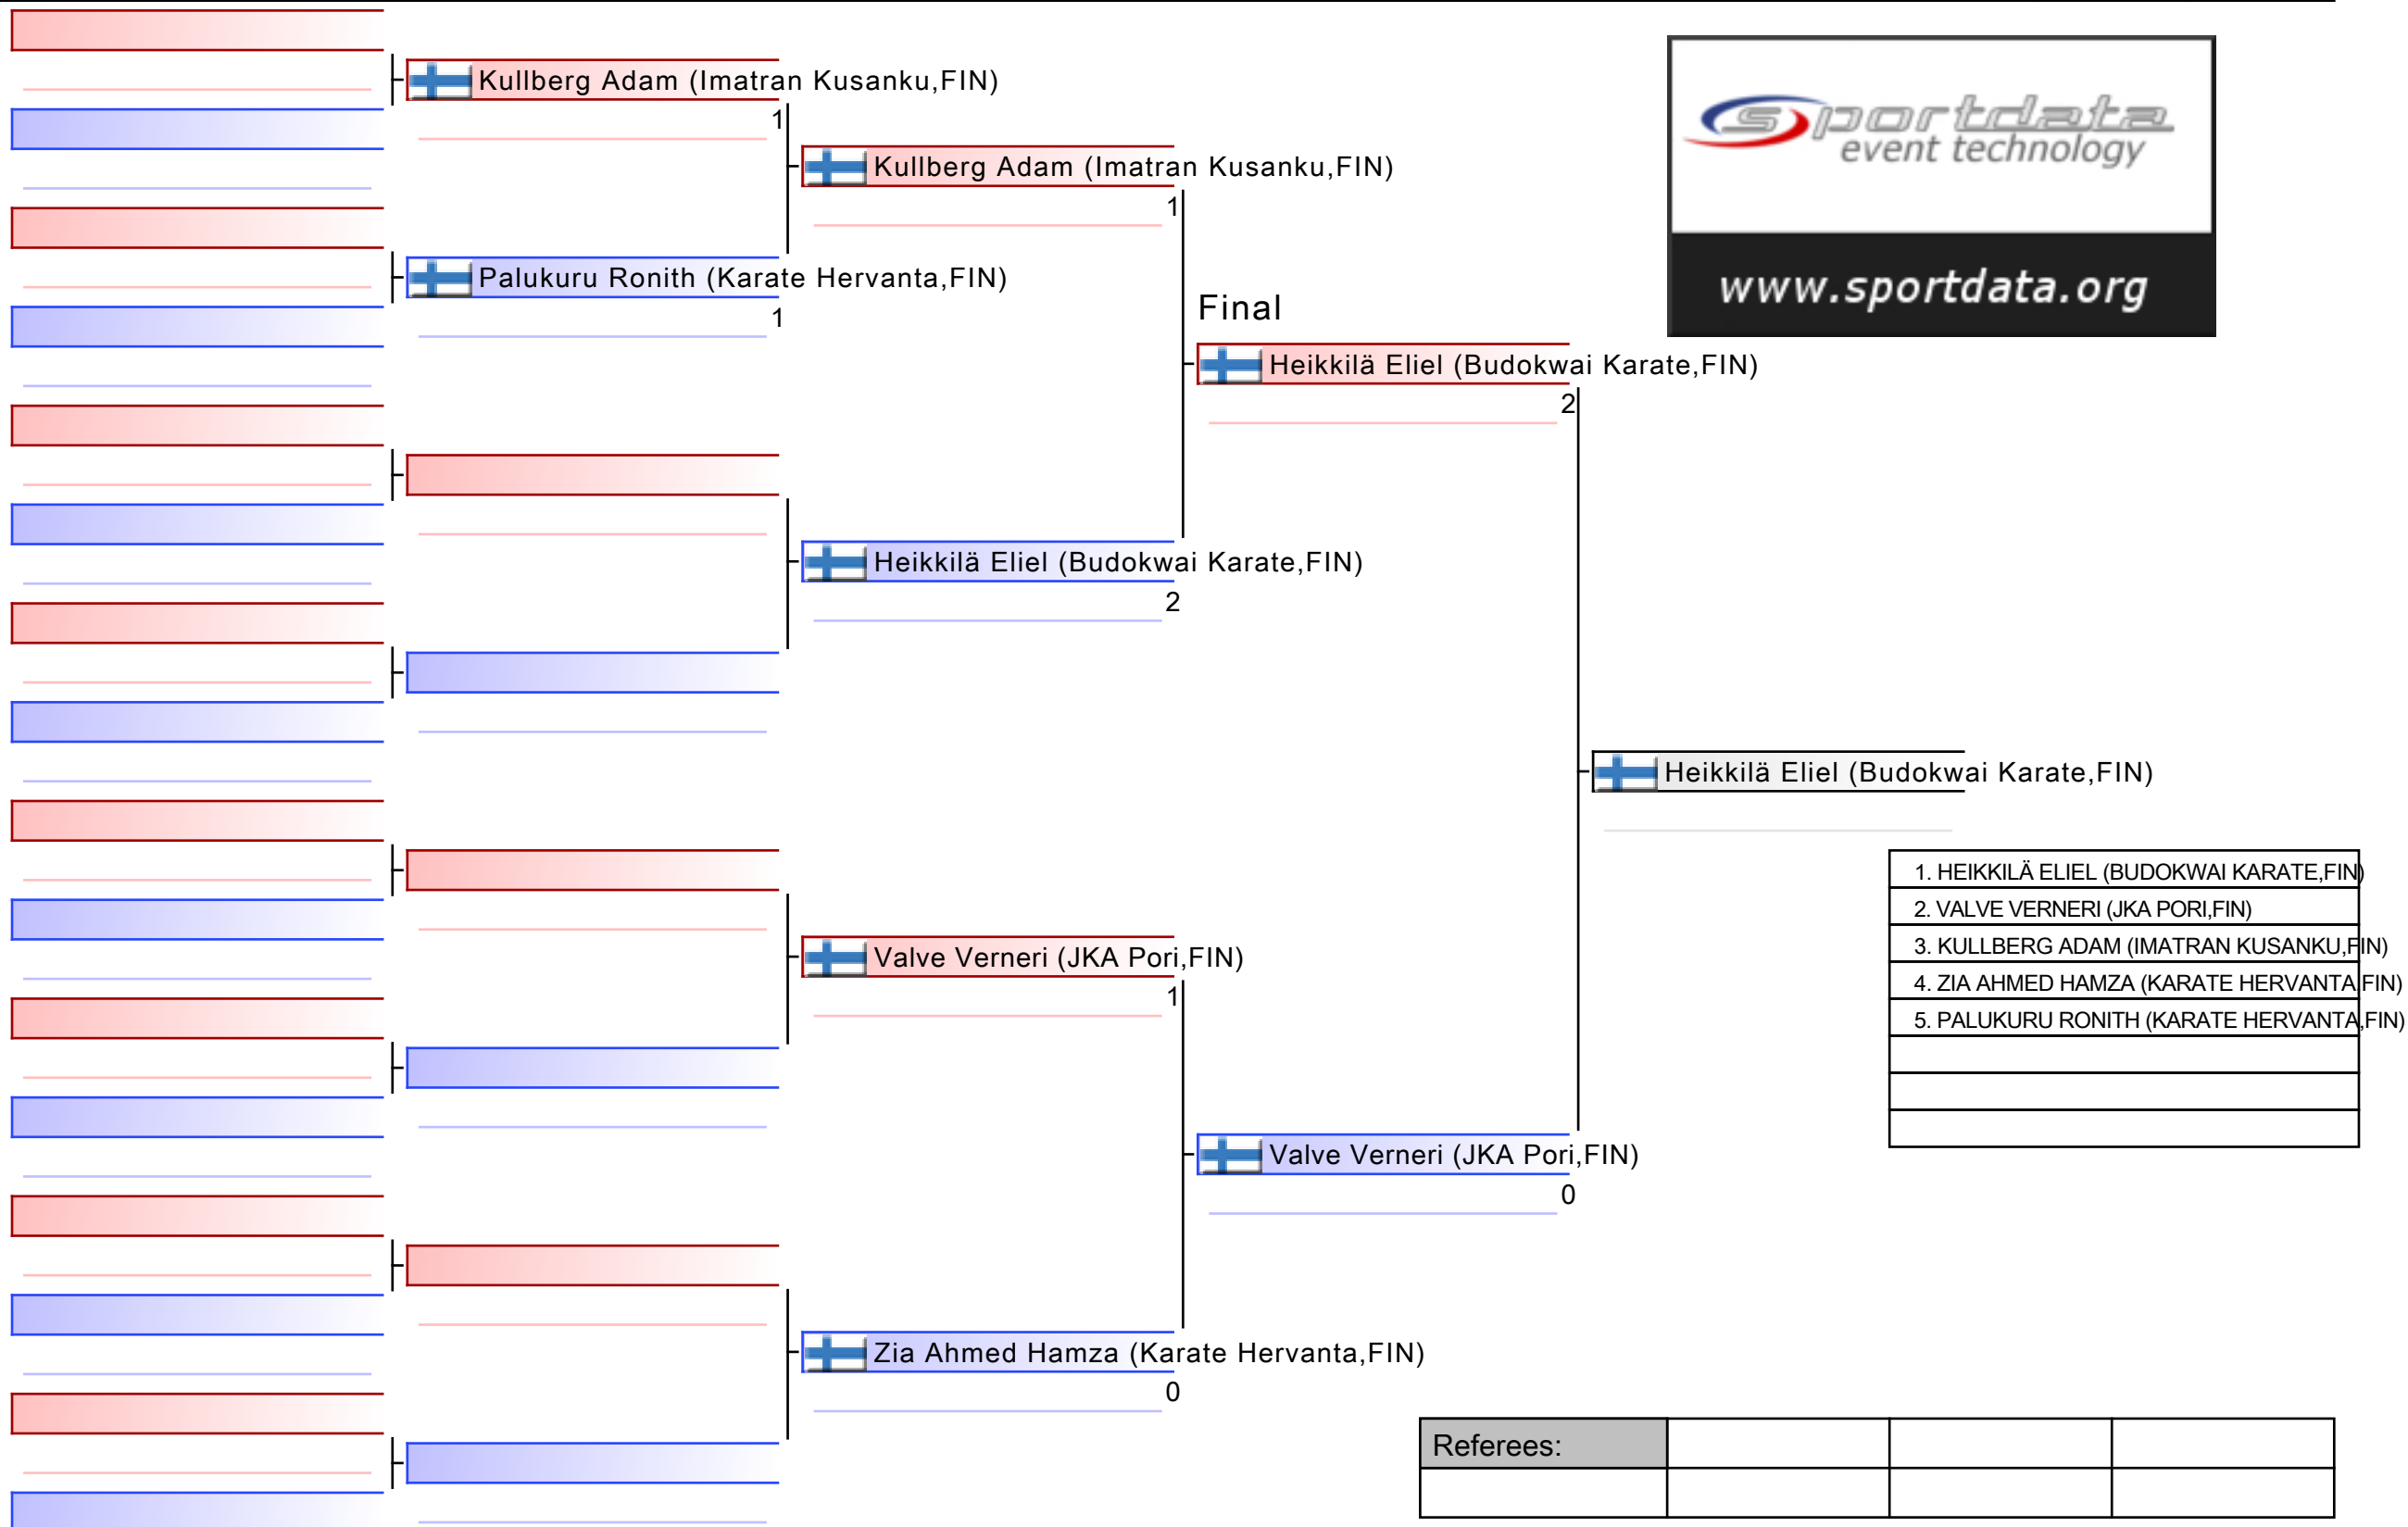 Kullberg Adam (Imatran Kusanku,FIN)
1
Palukuru Ronith (Karate Hervanta,FIN)
1
Kullberg Adam (Imatran Kusanku,FIN)
1
Heikkilä Eliel (Budokwai Karate,FIN)
2
Valve Verneri (JKA Pori,FIN)
1
Zia Ahmed Hamza (Karate Hervanta,FIN)
0
Final
Heikkilä Eliel (Budokwai Karate,FIN)
2
Valve Verneri (JKA Pori,FIN)
0
Heikkilä Eliel (Budokwai Karate,FIN)
sportdata
event technology
www.sportdata.org
1. HEIKKILÄ ELIEL (BUDOKWAI KARATE,FIN)
2. VALVE VERNERI (JKA PORI,FIN)
3. KULLBERG ADAM (IMATRAN KUSANKU,FIN)
4. ZIA AHMED HAMZA (KARATE HERVANTA,FIN)
5. PALUKURU RONITH (KARATE HERVANTA,FIN)
Referees: